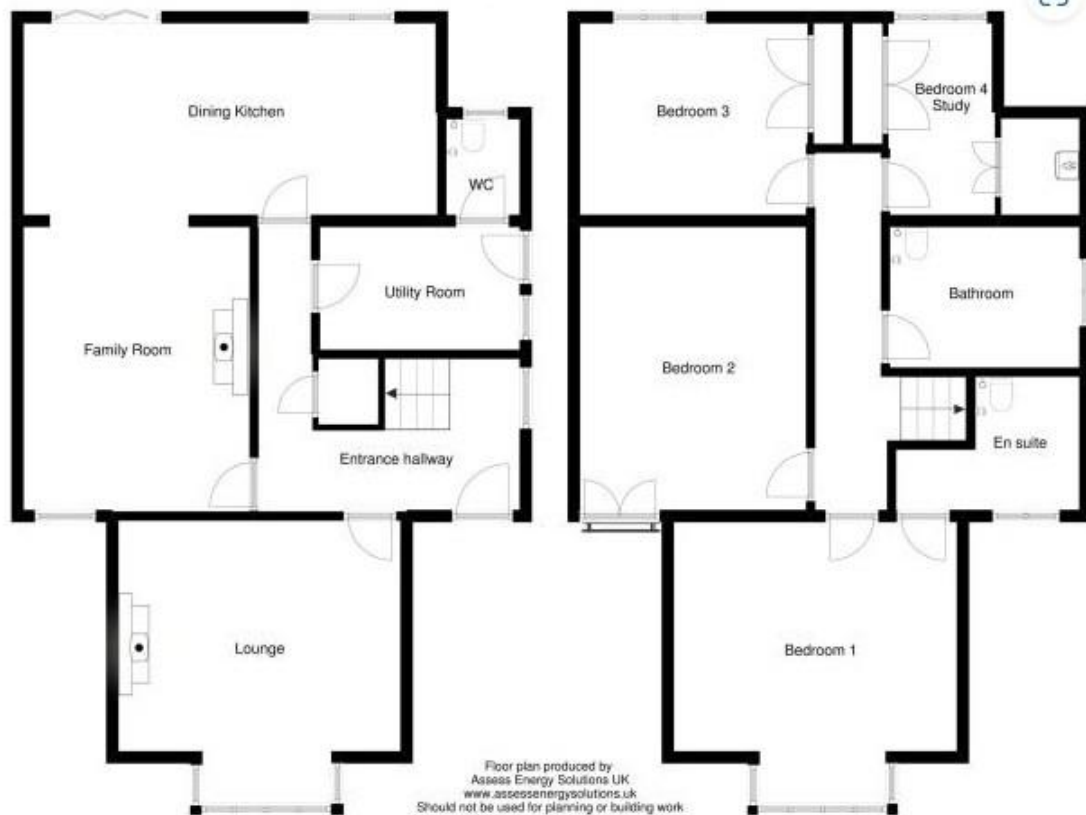 Dining Kitchen
WC
Utility Room
Family Room
Entrance hallway
Lounge
Bedroom 3
Bedroom 4
Study
Bathroom
Bedroom 2
En suite
Bedroom 1
Floor plan produced by
Assess Energy Solutions UK
www.assessenergysolutions.uk
Should not be used for planning or building work